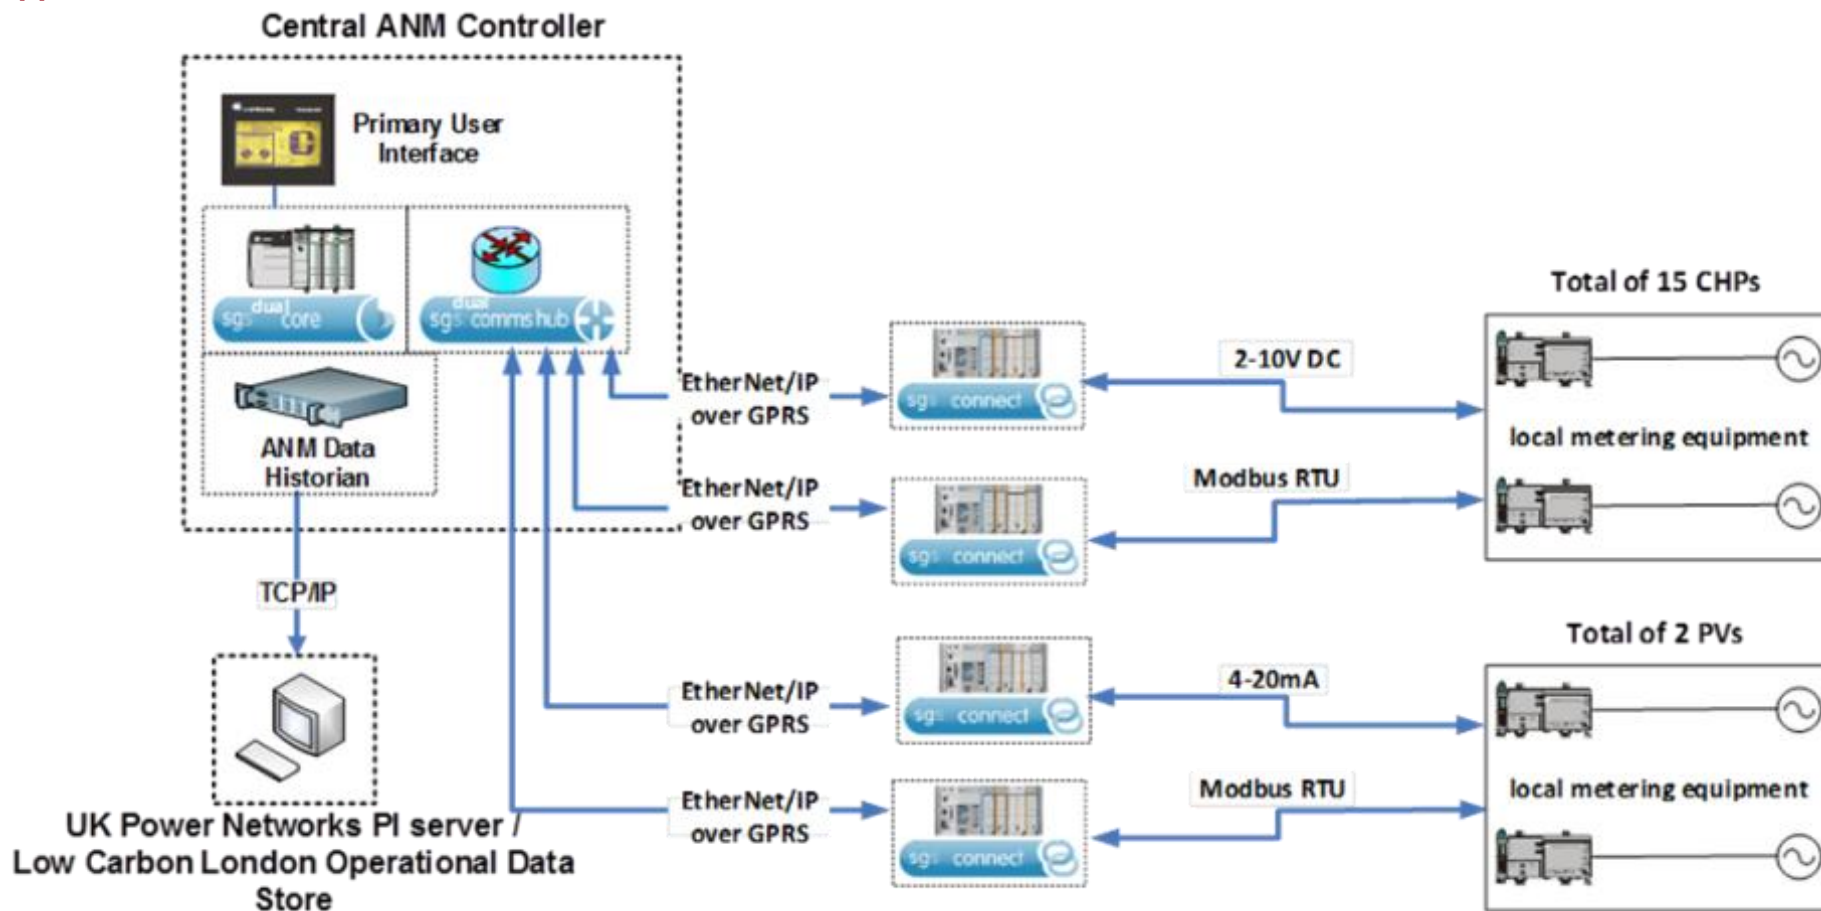 Central ANM Controller
Primary User
Interface
dual
sgs core
dual
sgs comms hub
ANM Data
Historian
TCP/IP
UK Power Networks PI server /
Low Carbon London Operational Data
Store
EtherNet/IP
over GPRS
sgs connect
2-10V DC
EtherNet/IP
over GPRS
sgs connect
Modbus RTU
Total of 15 CHPs
local metering equipment
EtherNet/IP
over GPRS
sgs connect
4-20mA
EtherNet/IP
over GPRS
sgs connect
Modbus RTU
Total of 2 PVs
local metering equipment